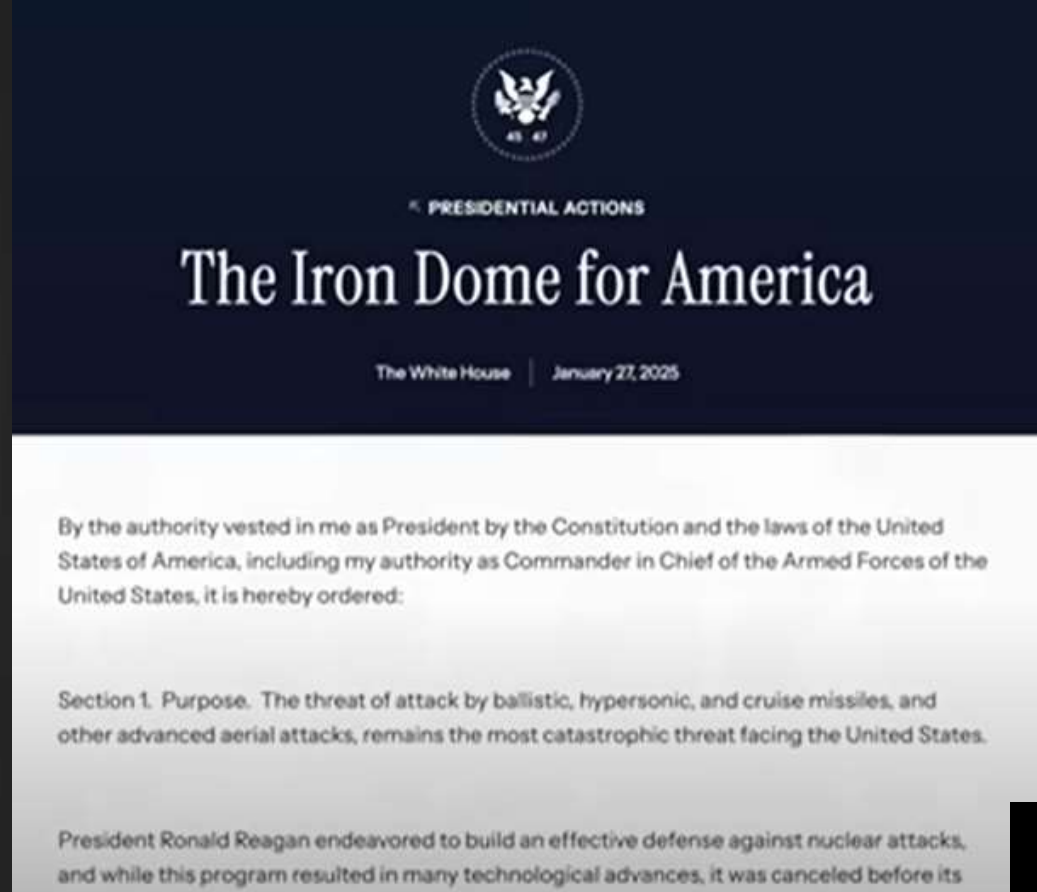 45 47
PRESIDENTIAL ACTIONS
The Iron Dome for America
The White House | January 27, 2025
By the authority vested in me as President by the Constitution and the laws of the United
States of America, including my authority as Commander in Chief of the Armed Forces of the
United States, it is hereby ordered:
Section 1. Purpose. The threat of attack by ballistic, hypersonic, and cruise missiles, and
other advanced aerial attacks, remains the most catastrophic threat facing the United States.
President Ronald Reagan endeavored to build an effective defense against nuclear attacks,
and while this program resulted in many technological advances, it was canceled before its